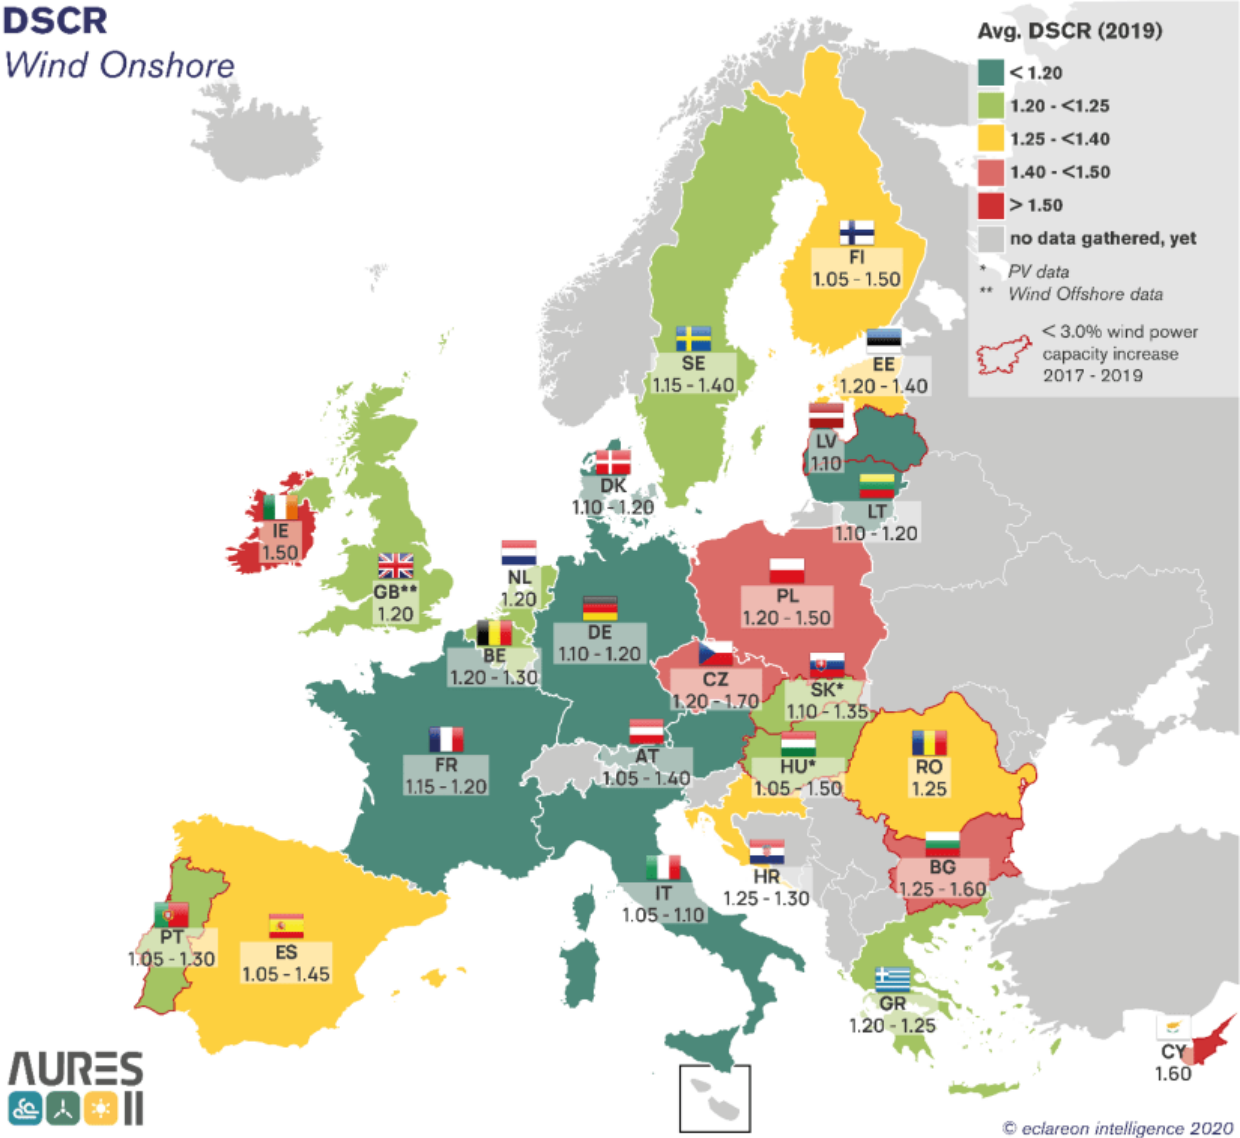 DSCR
Wind Onshore
Avg. DSCR (2019)
< 1.20
1.20 - <1.25
1.25 - <1.40
1.40 - <1.50
> 1.50
no data gathered, yet
* PV data
** Wind Offshore data
< 3.0% wind power
capacity increase
2017 - 2019
FI
1.05 - 1.50
SE
1.15 - 1.40
EE
1.20 - 1.40
LV
1.10
LT
1.10 - 1.20
DK
1.10 - 1.20
IE
1.50
GB**
1.20
NL
1.20
BE
1.20 - 1.30
DE
1.10 - 1.20
PL
1.20 - 1.50
CZ
1.20 - 1.70
SK*
1.10 - 1.35
FR
1.15 - 1.20
AT
1.05 - 1.40
HU*
1.05 - 1.50
RO
1.25
HR
1.25 - 1.30
BG
1.25 - 1.60
IT
1.05 - 1.10
PT
1.05 - 1.30
ES
1.05 - 1.45
GR
1.20 - 1.25
CY
1.60
AURES
II
© eclareon intelligence 2020